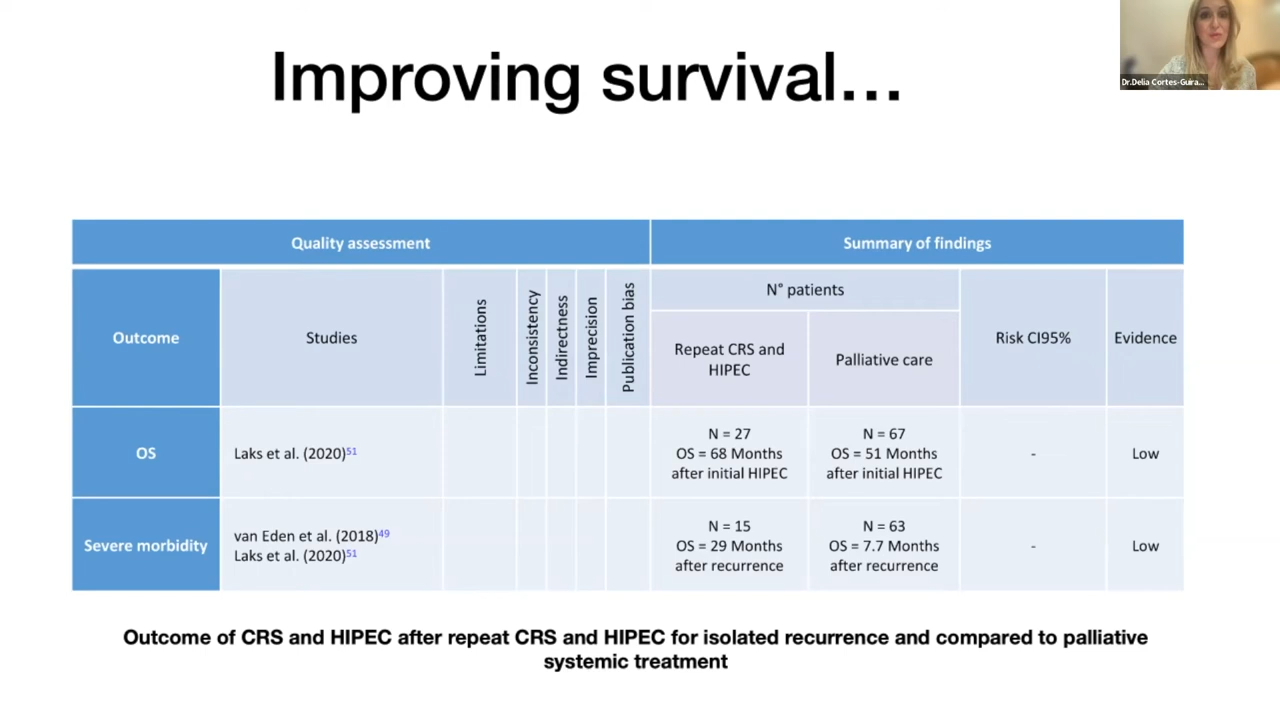 Improving survival...
Dr.Delia Cortes-Guira...
Quality assessment
Summary of findings
Outcome
Studies
Limitations
Inconsistency
Indirectness
Imprecision
Publication bias
N° patients
Repeat CRS and
HIPEC
Palliative care
Risk CI95%
Evidence
OS
Laks et al. (2020)51
N = 27
OS = 68 Months
after initial HIPEC
N = 67
OS = 51 Months
after initial HIPEC
-
Low
Severe morbidity
van Eden et al. (2018)49
Laks et al. (2020)51
N = 15
OS = 29 Months
after recurrence
N = 63
OS = 7.7 Months
after recurrence
-
Low
Outcome of CRS and HIPEC after repeat CRS and HIPEC for isolated recurrence and compared to palliative
systemic treatment